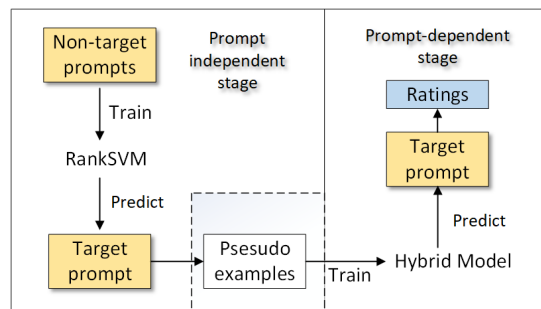 Non-target
prompts
Prompt
independent
stage
Train
RankSVM
Predict
Target
prompt
Psesudo
examples
Train
Prompt-dependent
stage
Ratings
Target
prompt
Predict
Hybrid Model